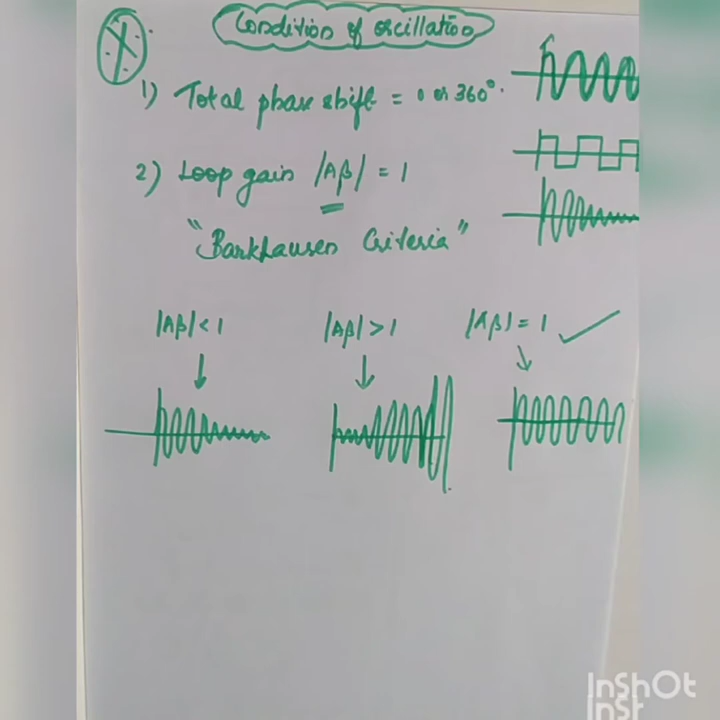 Condition of oscillation
1) Total phase shift = 0 or 360°.
2) Loop gain |Aβ| = 1
"Barkhausen Criteria"
|Aβ| < 1 |Aβ| > 1 |Aβ| = 1 ✓
InShOt
Inst